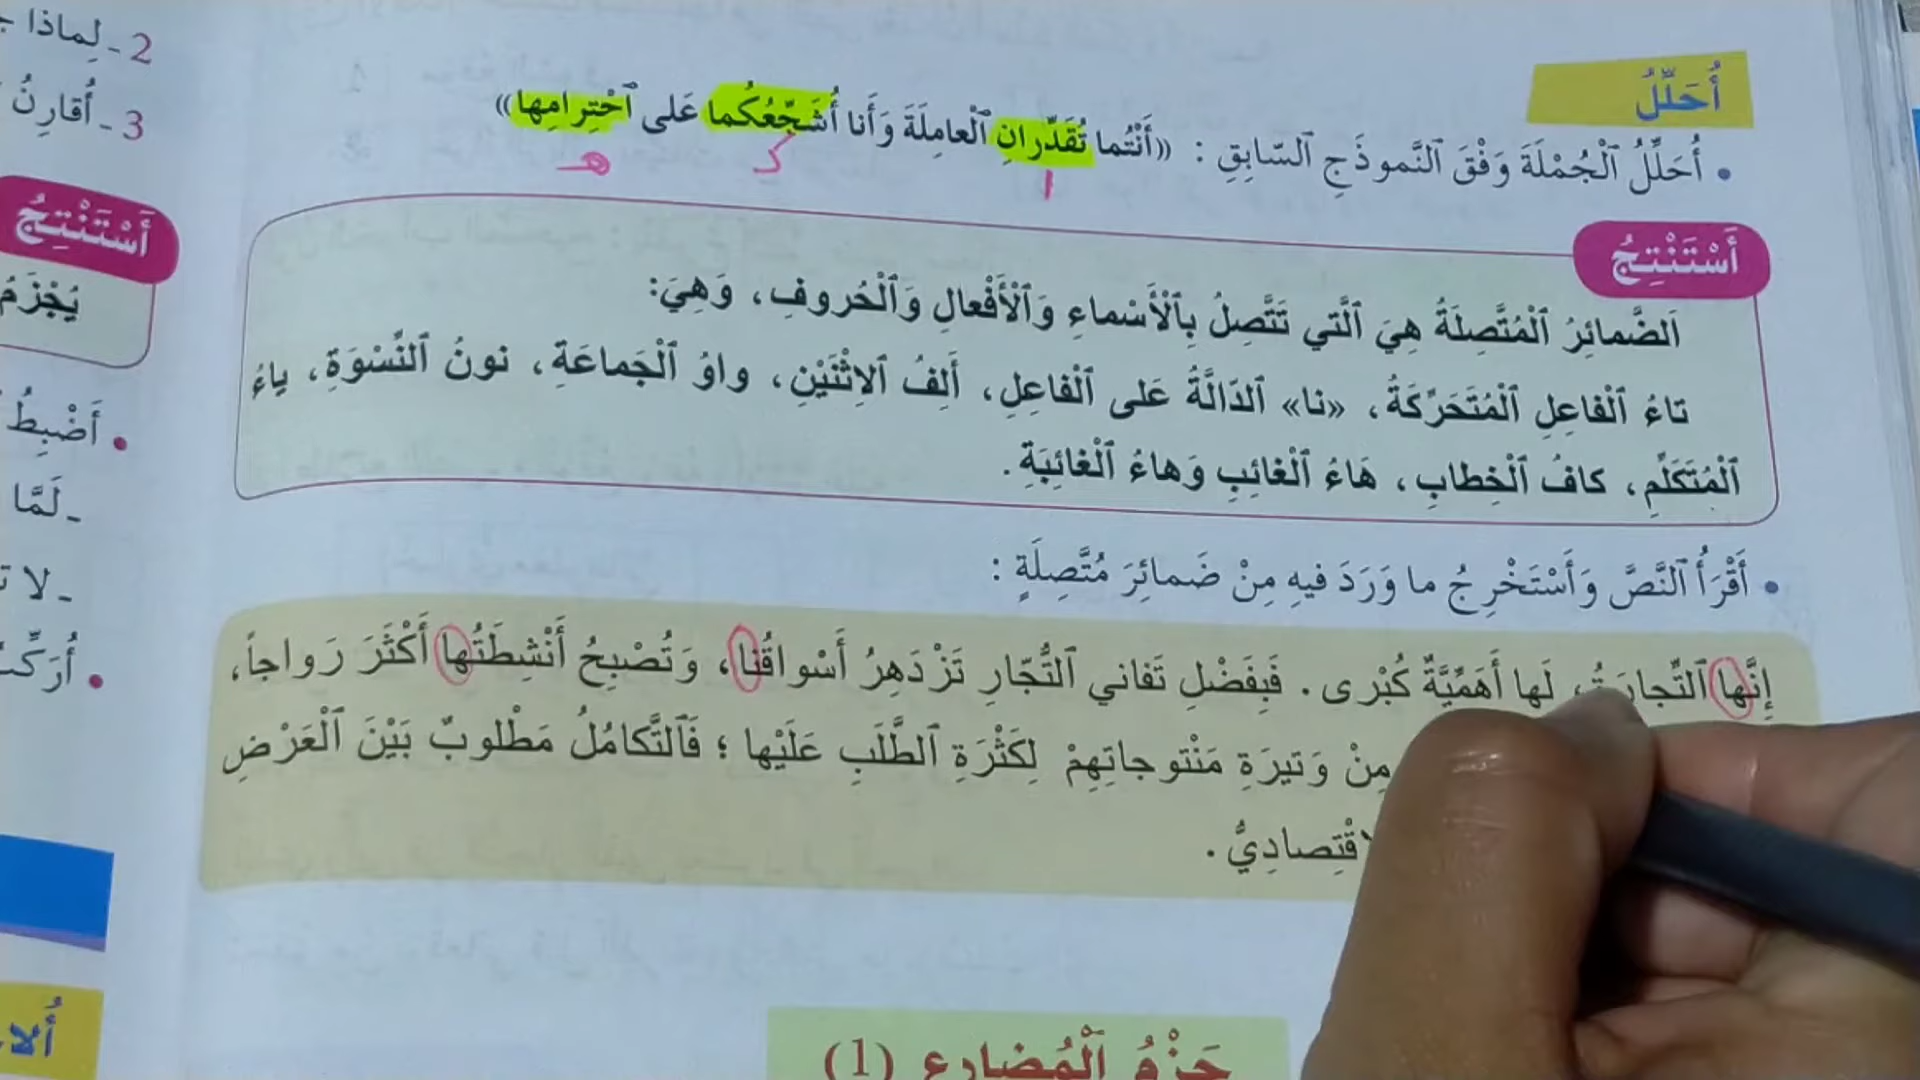 أُحَلِّلُ
• أُحَلِّلُ ٱلْجُمْلَةَ وَفْقَ ٱلنَّموذَجِ ٱلسّابِقِ : «أَنْتُما تُقَدِّرانِ ٱلْعامِلَةَ وَأَنا أُشَجِّعُكُما عَلى ٱحْتِرامِها»
ا ك هـ
أَسْتَنْتِجُ
اَلضَّمائِرُ ٱلْمُتَّصِلَةُ هِيَ ٱلَّتي تَتَّصِلُ بِٱلْأَسْماءِ وَٱلْأَفْعالِ وَٱلْحُروفِ، وَهِيَ:
تاءُ ٱلْفاعِلِ ٱلْمُتَحَرِّكَةُ، «نا» ٱلدّالَّةُ عَلى ٱلْفاعِلِ، أَلِفُ ٱلاِثْنَيْنِ، واوُ ٱلْجَماعَةِ، نونُ ٱلنِّسْوَةِ، ياءُ
ٱلْمُتَكَلِّمِ، كافُ ٱلْخِطابِ، هَاءُ ٱلْغائِبِ وَهاءُ ٱلْغائِبَةِ.
• أَقْرَأُ ٱلنَّصَّ وَأَسْتَخْرِجُ ما وَرَدَ فيهِ مِنْ ضَمائِرَ مُتَّصِلَةٍ :
إِنَّها ٱلتِّجارَةُ، لَها أَهَمِّيَّةٌ كُبْرى. فَبِفَضْلِ تَفاني ٱلتُّجّارِ تَزْدَهِرُ أَسْواقُنا، وَتُصْبِحُ أَنْشِطَتُها أَكْثَرَ رَواجاً،
مِنْ وَتيرَةِ مَنْتوجاتِهِمْ لِكَثْرَةِ ٱلطَّلَبِ عَلَيْها ؛ فَٱلتَّكامُلُ مَطْلوبٌ بَيْنَ ٱلْعَرْضِ
جَزْمُ ٱلْمُضارِعِ (1)
2 ـ لِماذا
3 ـ أُقارِنُ
أَسْتَنْتِجُ
يُجْزَمُ
• أَضْبِطُ
ـ لَمَّا
ـ لا